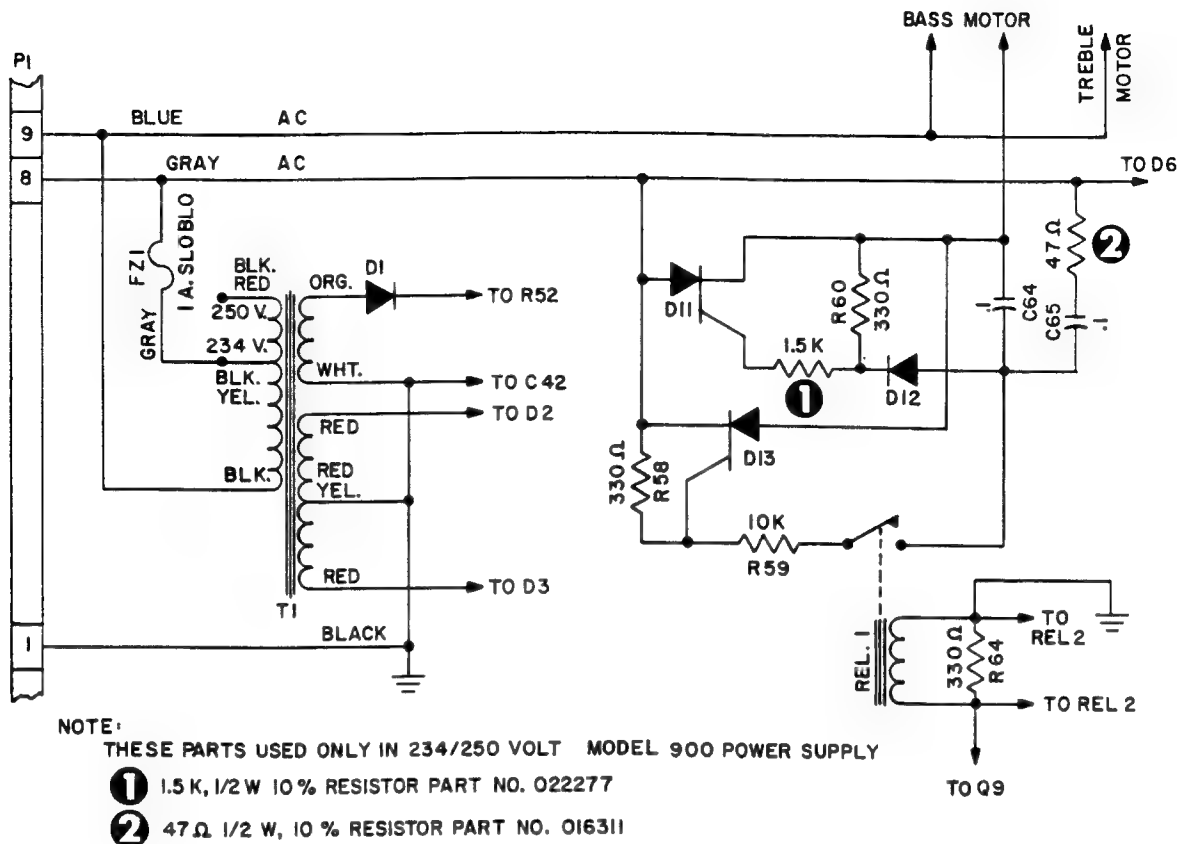 BASS MOTOR
TREBLE MOTOR
P1
9
BLUE AC
8
GRAY AC
TO D6
FZ1
1 A. SLOBLO
GRAY
BLK.
RED
250 V.
234 V.
BLK.
YEL.
BLK.
ORG.
D1
TO R52
WHT.
TO C42
TO D2
RED
RED
YEL.
RED
TO D3
T1
1
BLACK
D11
R60
330Ω
1.5 K
1
D12
C64
.1
47Ω
2
C65
.1
D13
330Ω
R58
10K
R59
REL. 1
330Ω
R64
TO
REL 2
TO REL 2
TO Q9
NOTE:
THESE PARTS USED ONLY IN 234/250 VOLT MODEL 900 POWER SUPPLY
1 1.5 K, 1/2 W 10 % RESISTOR PART NO. 022277
2 47Ω 1/2 W, 10 % RESISTOR PART NO. 016311